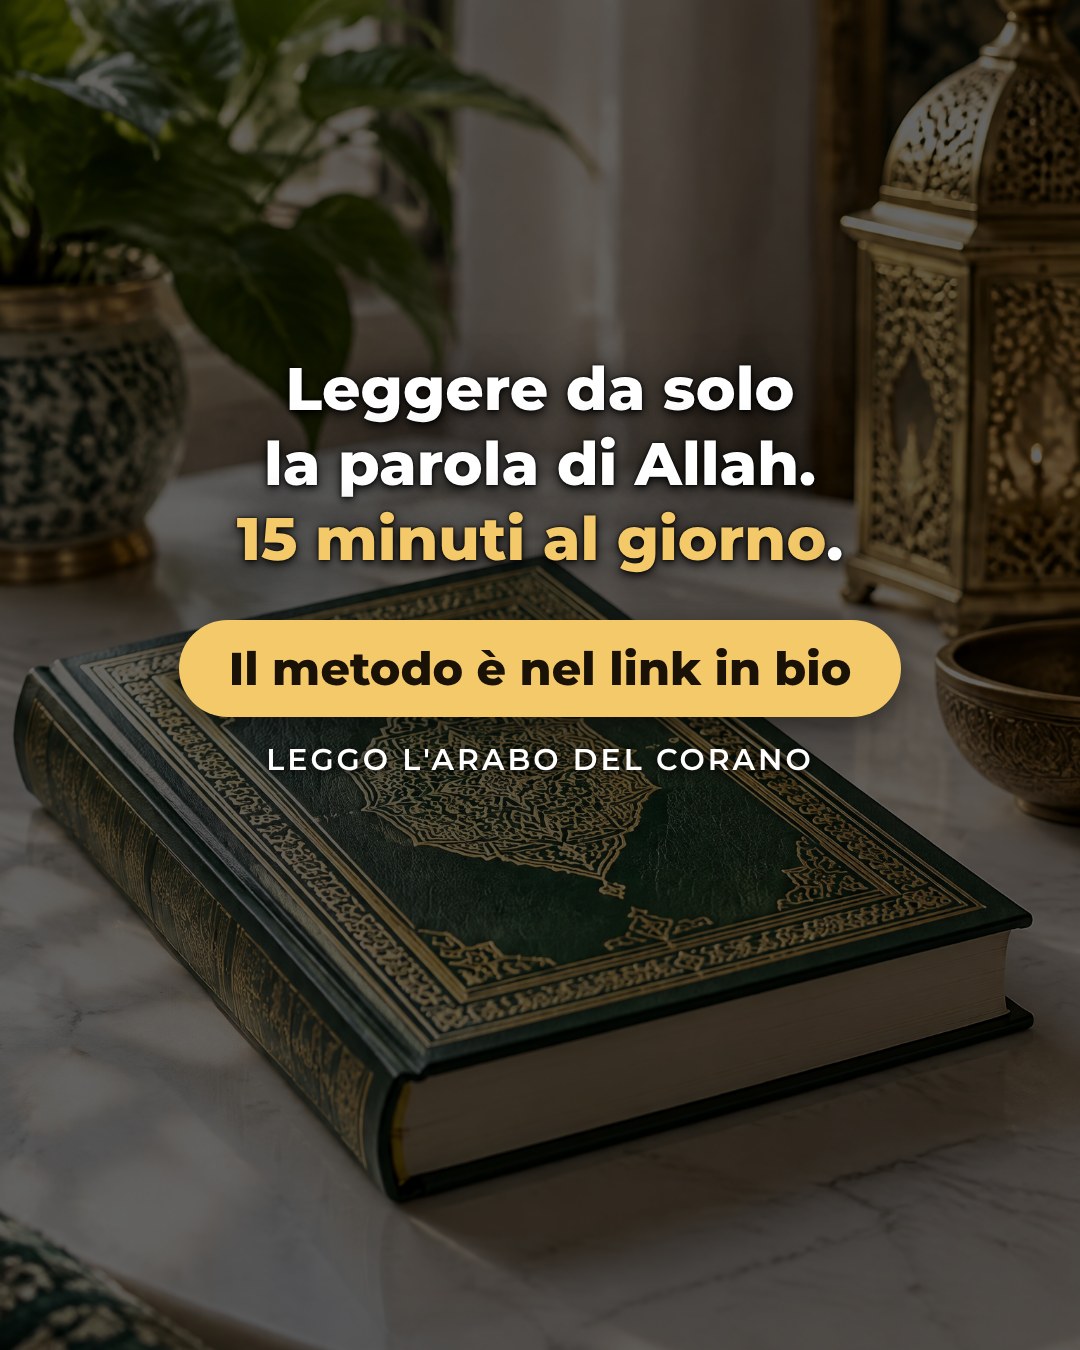 Leggere da solo
la parola di Allah.
15 minuti al giorno.
Il metodo è nel link in bio
LEGGO L'ARABO DEL CORANO